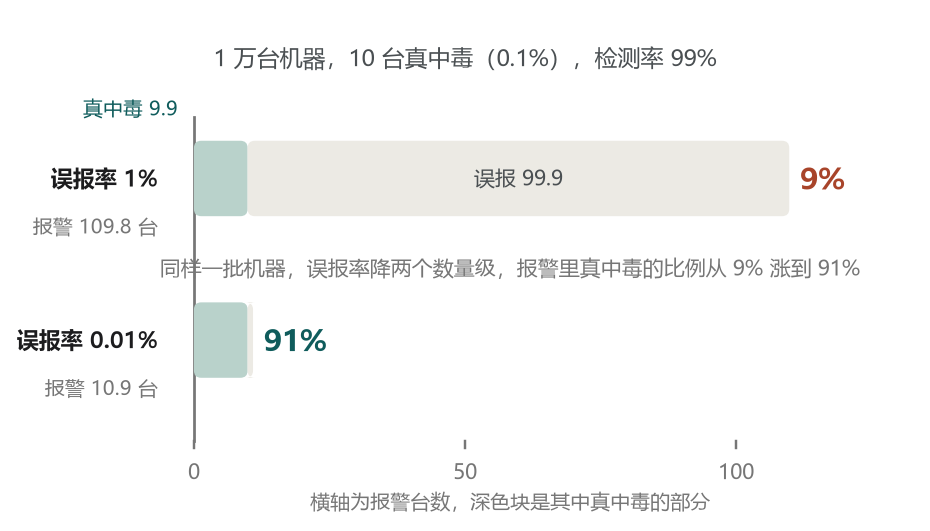 1 万台机器，10 台真中毒（0.1%），检测率 99%
真中毒 9.9
误报率 1%
误报 99.9
9%
报警 109.8 台
同样一批机器，误报率降两个数量级，报警里真中毒的比例从 9% 涨到 91%
误报率 0.01%
91%
报警 10.9 台
0
50
100
横轴为报警台数，深色块是其中真中毒的部分